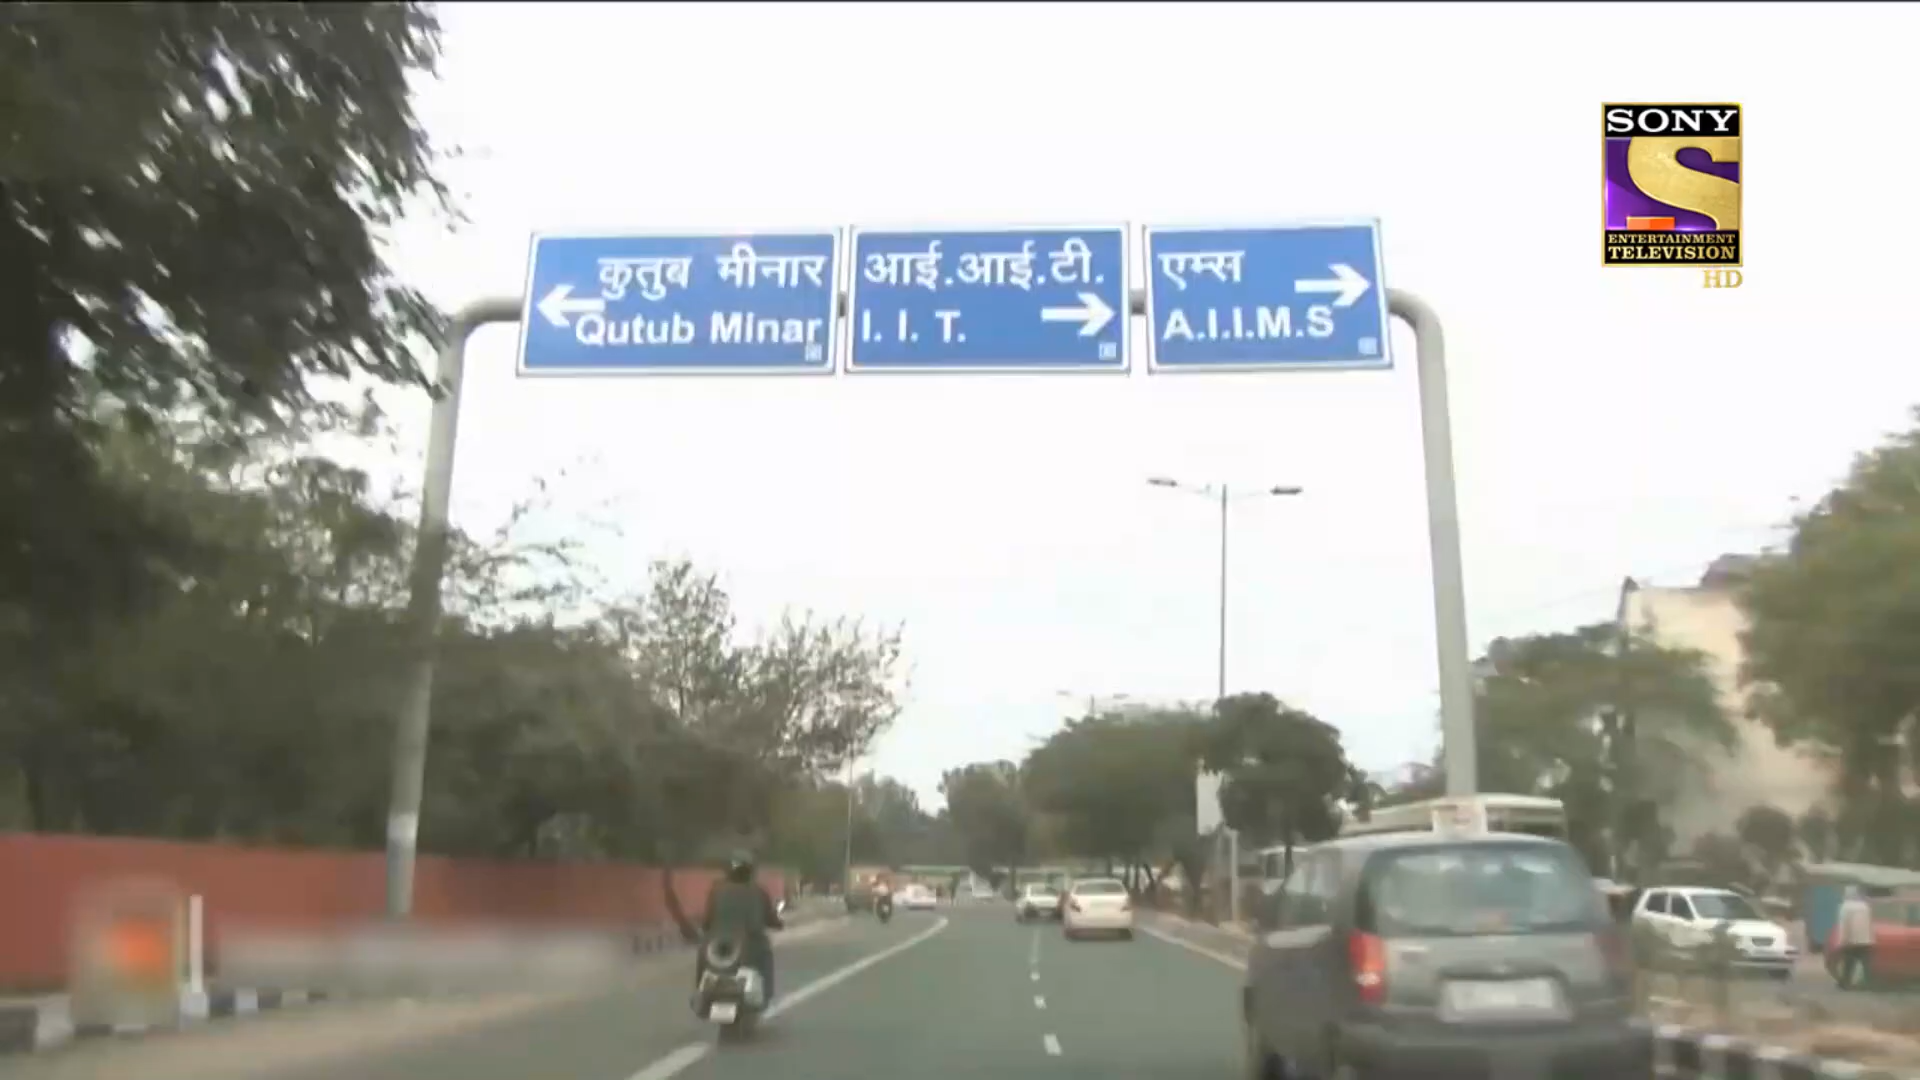 कुतुब मीनार
Qutub Minar
आई.आई.टी.
I. I. T.
एम्स
A.I.I.M.S
SONY
ENTERTAINMENT
TELEVISION
HD